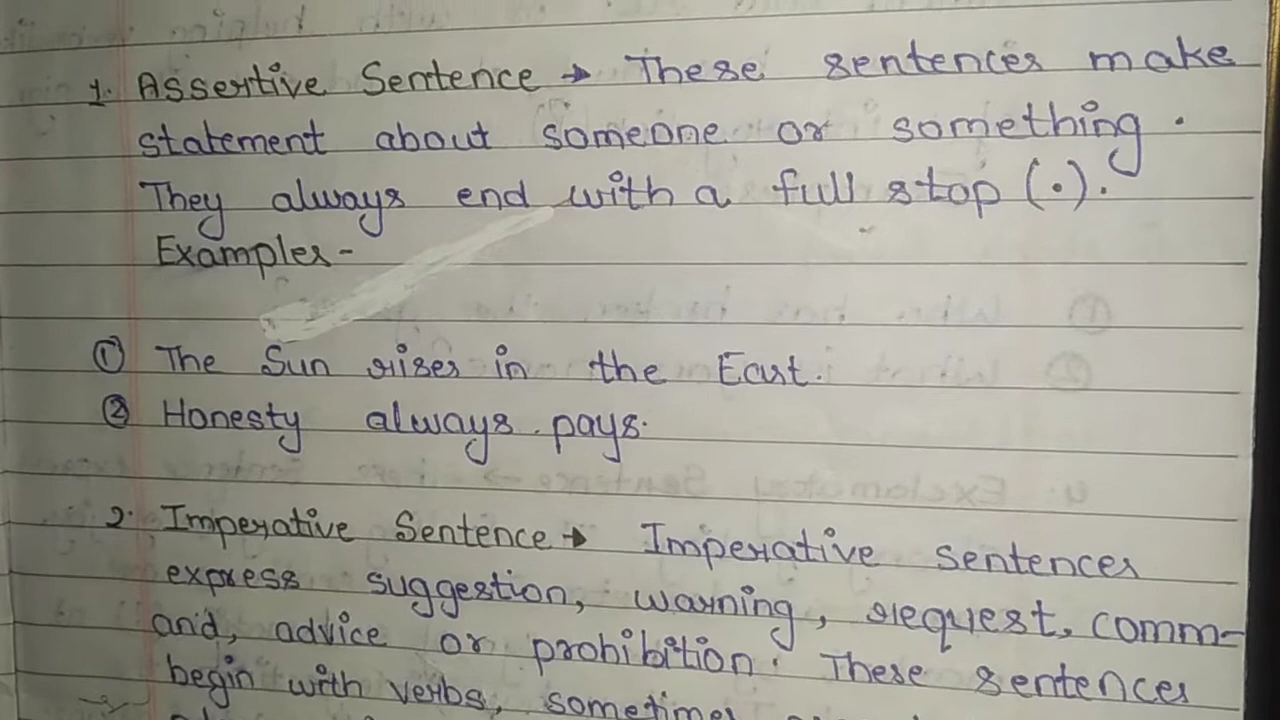 1. Assertive Sentence → These sentences make
statement about someone or something.
They always end with a full stop (.).
Examples-
① The Sun rises in the East.
② Honesty always pays.
2. Imperative Sentence → Imperative sentences
express suggestion, warning, request, comm-
and, advice or prohibition. These sentences
begin with verbs, sometimes